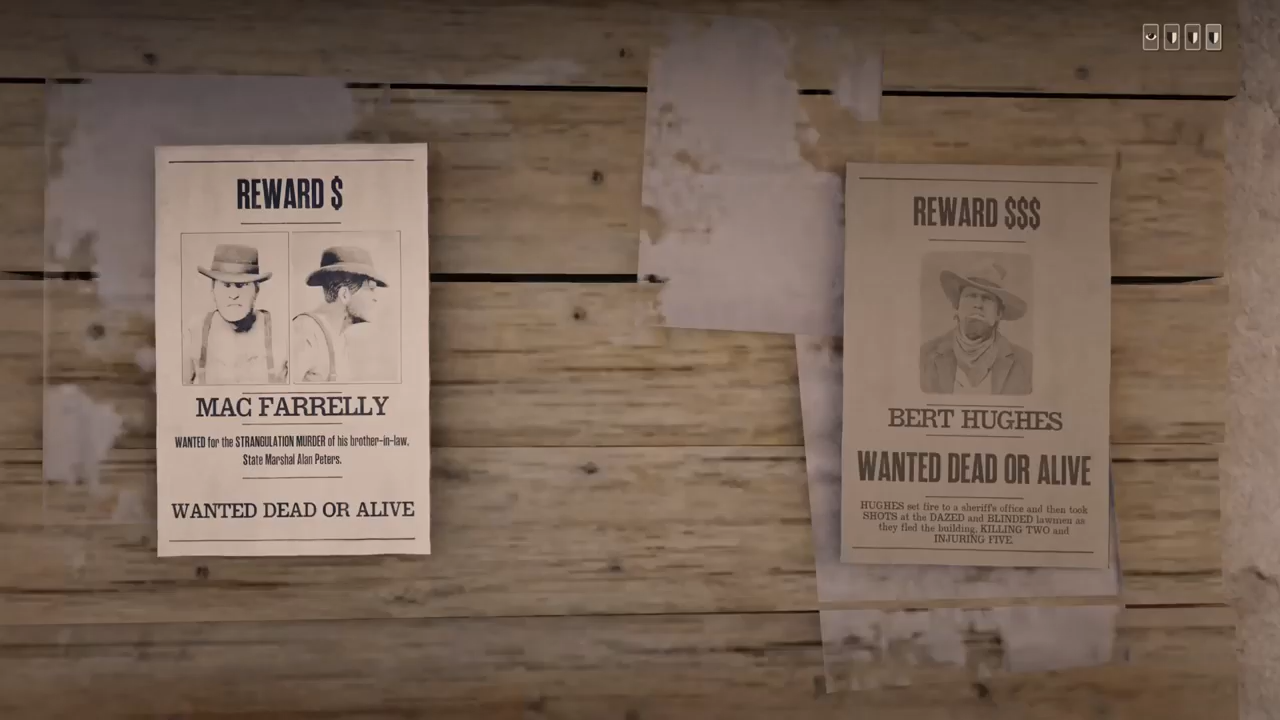 REWARD $
MAC FARRELLY
WANTED for the STRANGULATION MURDER of his brother-in-law,
State Marshal Alan Peters.
WANTED DEAD OR ALIVE
REWARD $$$
BERT HUGHES
WANTED DEAD OR ALIVE
HUGHES set fire to a sheriff's office and then took
SHOTS at the DAZED and BLINDED lawmen as
they fled the building, KILLING TWO and
INJURING FIVE